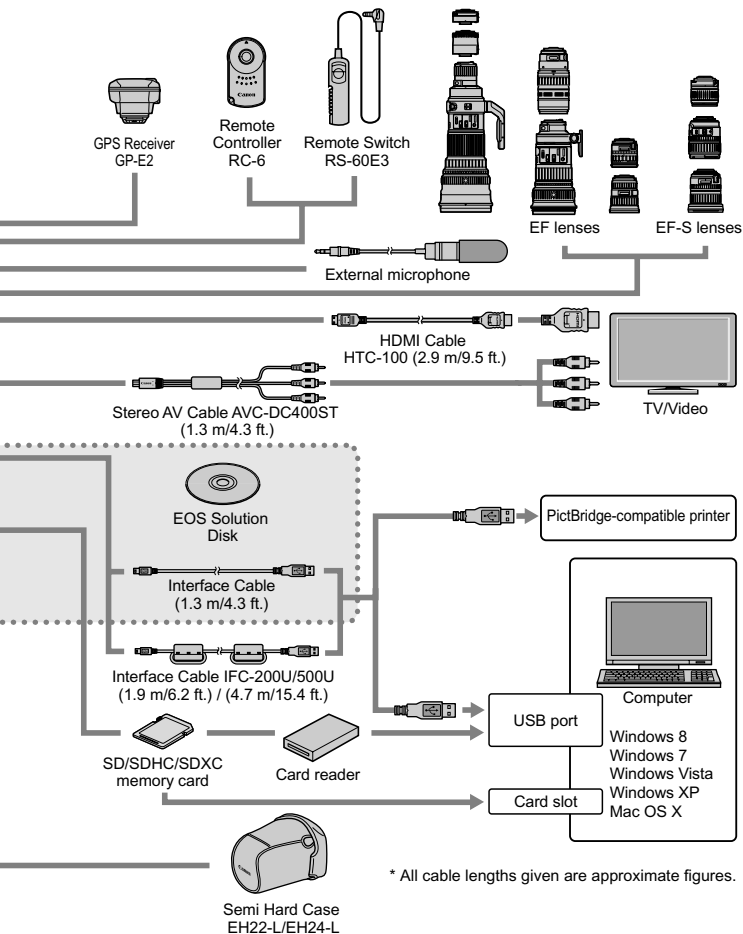 Canon
GPS Receiver
GP-E2
Remote
Controller
RC-6
Remote Switch
RS-60E3
EF lenses
EF-S lenses
External microphone
HDMI Cable
HTC-100 (2.9 m/9.5 ft.)
Stereo AV Cable AVC-DC400ST
(1.3 m/4.3 ft.)
TV/Video
EOS Solution
Disk
PictBridge-compatible printer
Interface Cable
(1.3 m/4.3 ft.)
Interface Cable IFC-200U/500U
(1.9 m/6.2 ft.) / (4.7 m/15.4 ft.)
Computer
USB port
Windows 8
Windows 7
Windows Vista
Windows XP
Mac OS X
SD/SDHC/SDXC
memory card
Card reader
Card slot
* All cable lengths given are approximate figures.
Semi Hard Case
EH22-L/EH24-L